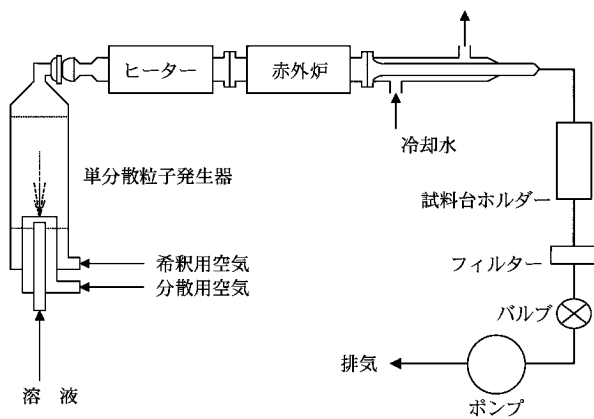 ヒーター
赤外炉
冷却水
単分散粒子発生器
試料台ホルダー
希釈用空気
フィルター
分散用空気
バルブ
排気
溶 液
ポンプ